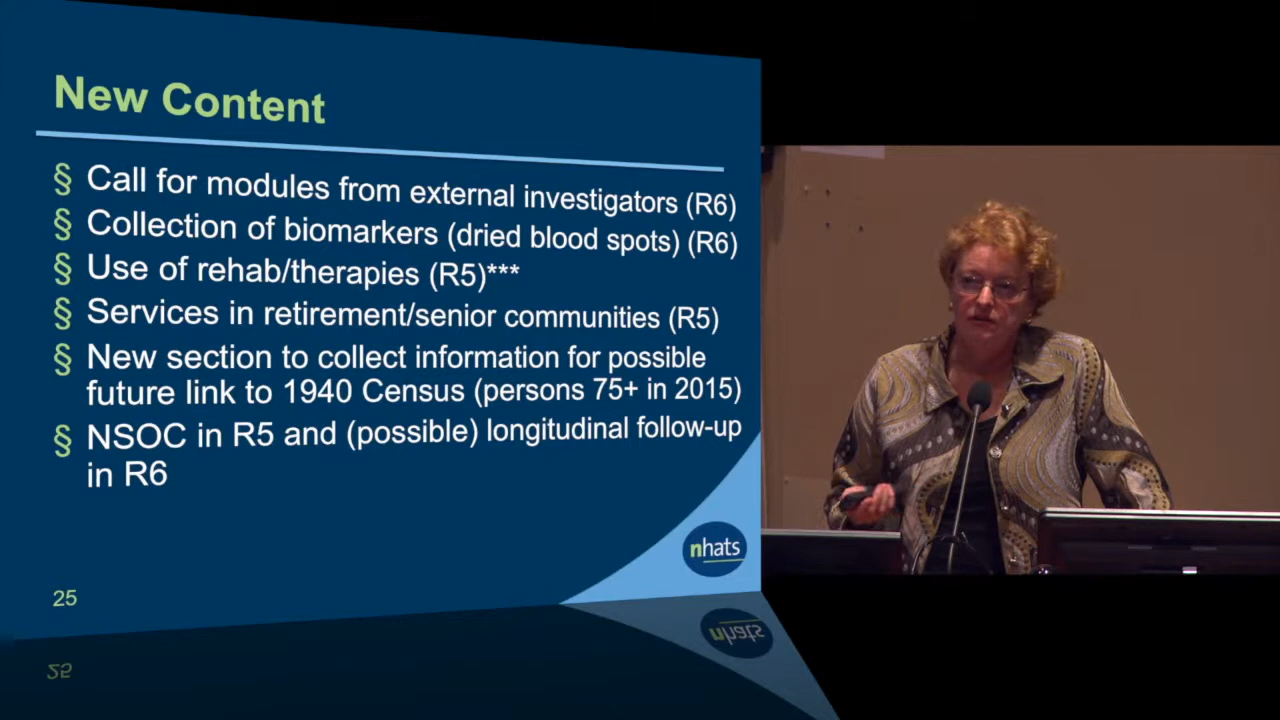 New Content
§ Call for modules from external investigators (R6)
§ Collection of biomarkers (dried blood spots) (R6)
§ Use of rehab/therapies (R5)***
§ Services in retirement/senior communities (R5)
§ New section to collect information for possible
future link to 1940 Census (persons 75+ in 2015)
§ NSOC in R5 and (possible) longitudinal follow-up
in R6
nhats
25